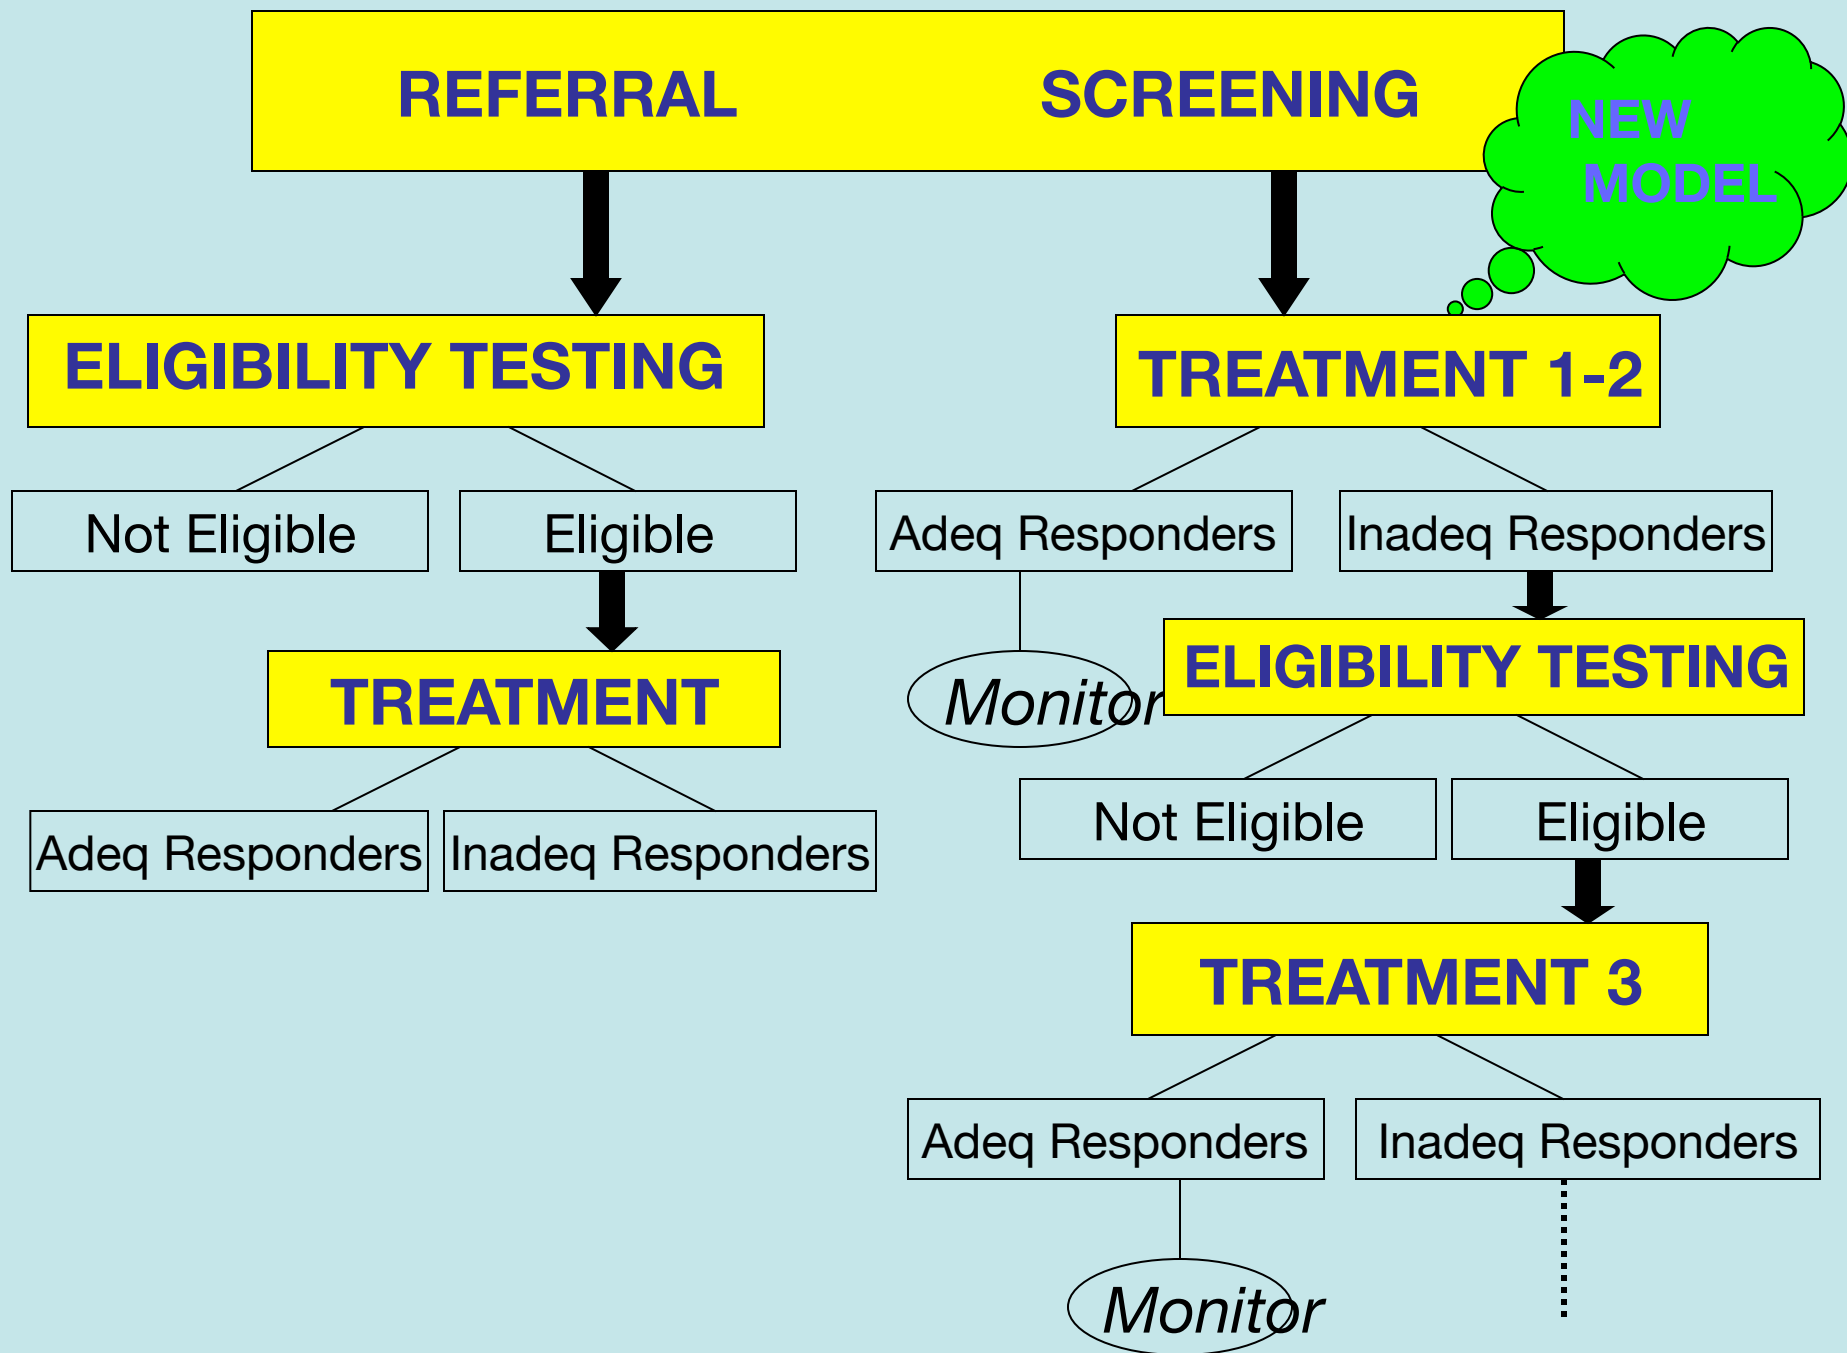 REFERRAL SCREENING
NEW
MODEL
ELIGIBILITY TESTING
TREATMENT 1-2
Not Eligible
Eligible
Adeq Responders
Inadeq Responders
TREATMENT
Monitor
ELIGIBILITY TESTING
Adeq Responders
Inadeq Responders
Not Eligible
Eligible
TREATMENT 3
Adeq Responders
Inadeq Responders
Monitor